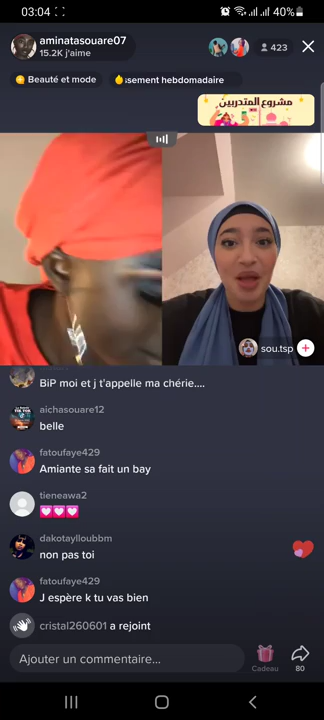 03:04
40%
aminatasouare07
15.2K j'aime
423
Beauté et mode
ssement hebdomadaire
مشروع المتدربين
sou.tsp
BiP moi et j t'appelle ma chérie....
aichasouare12
belle
fatoufaye429
Amiante sa fait un bay
tieneawa2
dakotaylloubbm
non pas toi
fatoufaye429
J espère k tu vas bien
cristal260601 a rejoint
Ajouter un commentaire...
Cadeau
80